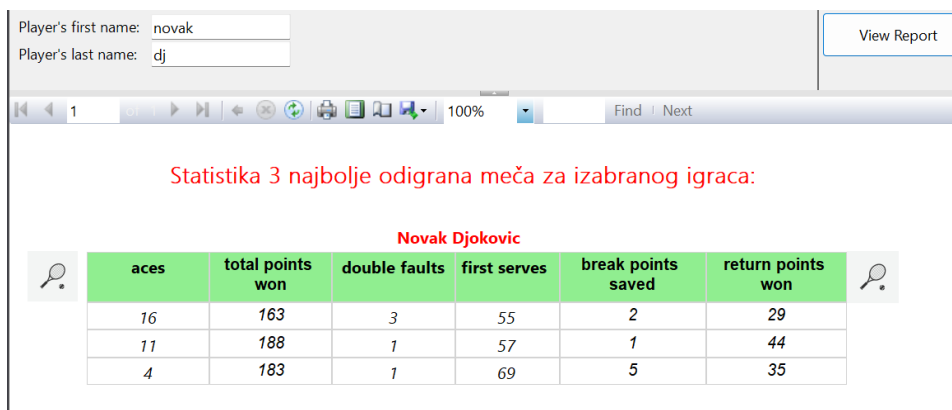 Player's first name: novak
View Report
Player's last name: dj
1 of 100% Find Next
Statistika 3 najbolje odigrana meča za izabranog igraca:
Novak Djokovic
aces total points won double faults first serves break points saved return points won
16 163 3 55 2 29
11 188 1 57 1 44
4 183 1 69 5 35